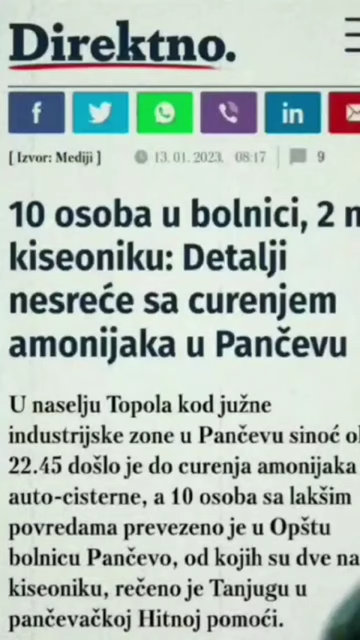 Direktno.
[ Izvor: Mediji ] 13.01.2023. 08:17 9
10 osoba u bolnici, 2 n
kiseoniku: Detalji
nesreće sa curenjem
amonijaka u Pančevu
U naselju Topola kod južne
industrijske zone u Pančevu sinoć ok
22.45 došlo je do curenja amonijaka
auto-cisterne, a 10 osoba sa lakšim
povredama prevezeno je u Opštu
bolnicu Pančevo, od kojih su dve na
kiseoniku, rečeno je Tanjugu u
pančevačkoj Hitnoj pomoći.